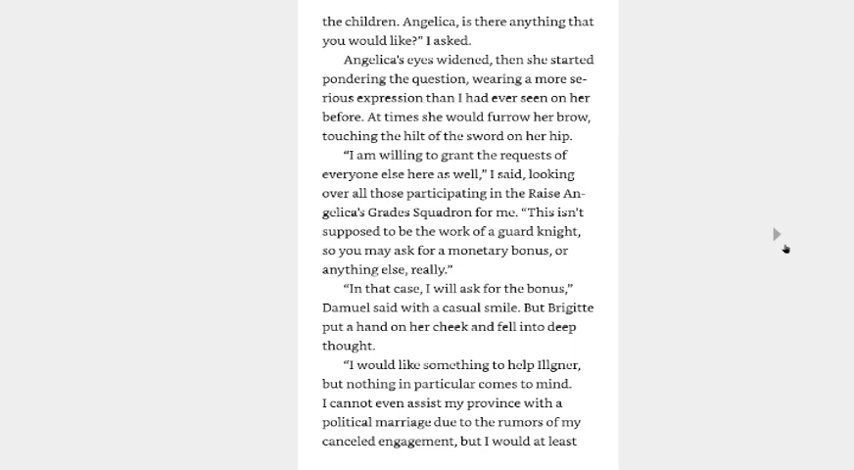 the children. Angelica, is there anything that
you would like?” I asked.
Angelica's eyes widened, then she started
pondering the question, wearing a more se-
rious expression than I had ever seen on her
before. At times she would furrow her brow,
touching the hilt of the sword on her hip.
“I am willing to grant the requests of
everyone else here as well,” I said, looking
over all those participating in the Raise An-
gelica's Grades Squadron for me. “This isn't
supposed to be the work of a guard knight,
so you may ask for a monetary bonus, or
anything else, really.”
“In that case, I will ask for the bonus,”
Damuel said with a casual smile. But Brigitte
put a hand on her cheek and fell into deep
thought.
“I would like something to help Illgner,
but nothing in particular comes to mind.
I cannot even assist my province with a
political marriage due to the rumors of my
canceled engagement, but I would at least